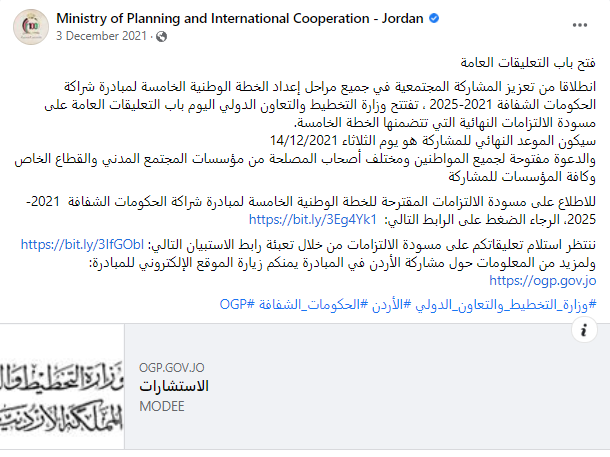 Ministry of Planning and International Cooperation - Jordan
3 December 2021 ·
فتح باب التعليقات العامة
انطلاقا من تعزيز المشاركة المجتمعية في جميع مراحل إعداد الخطة الوطنية الخامسة لمبادرة شراكة
الحكومات الشفافة 2021-2025 ، تفتتح وزارة التخطيط والتعاون الدولي اليوم باب التعليقات العامة على
مسودة الالتزامات النهائية التي تتضمنها الخطة الخامسة.
سيكون الموعد النهائي للمشاركة هو يوم الثلاثاء 14/12/2021
والدعوة مفتوحة لجميع المواطنين ومختلف أصحاب المصلحة من مؤسسات المجتمع المدني والقطاع الخاص
وكافة المؤسسات للمشاركة
للاطلاع على مسودة الالتزامات المقترحة للخطة الوطنية الخامسة لمبادرة شراكة الحكومات الشفافة 2021-
2025، الرجاء الضغط على الرابط التالي: https://bit.ly/3Eg4Yk1
ننتظر استلام تعليقاتكم على مسودة الالتزامات من خلال تعبئة رابط الاستبيان التالي: https://bit.ly/3IfGObl
ولمزيد من المعلومات حول مشاركة الأردن في المبادرة يمنكم زيارة الموقع الإلكتروني للمبادرة:
https://ogp.gov.jo
#وزارة_التخطيط_والتعاون_الدولي #الأردن #الحكومات_الشفافة #OGP
OGP.GOV.JO
الاستشارات
MODEE
وزارة التخطيط وال
المملكة الأردنية